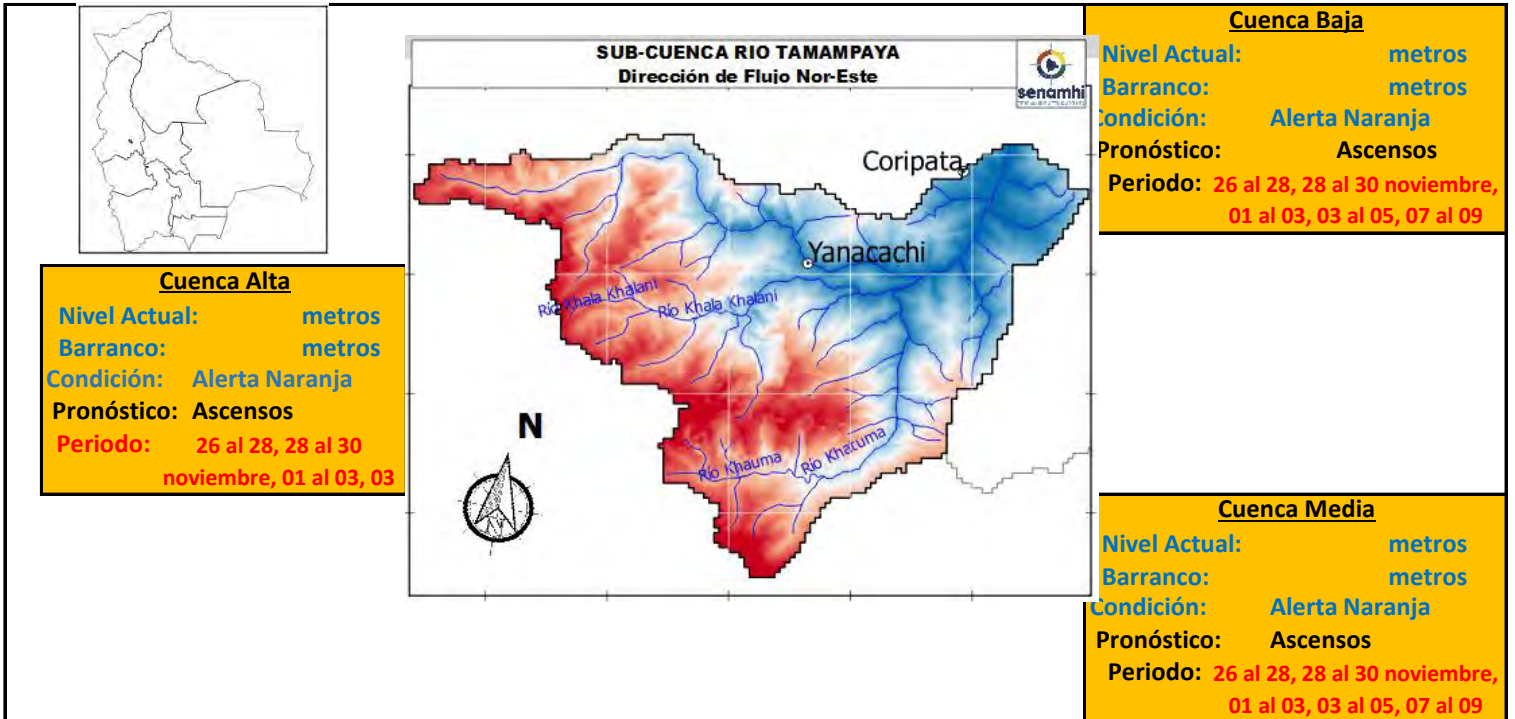 SUB-CUENCA RIO TAMAMPAYA
Dirección de Flujo Nor-Este
senamhi
Coripata
Yanacachi
Río Khala Khalani
Río Khala Khalani
Río Khauma
Río Khatuma
N
Cuenca Alta
Nivel Actual: metros
Barranco: metros
Condición: Alerta Naranja
Pronóstico: Ascensos
Periodo: 26 al 28, 28 al 30
noviembre, 01 al 03, 03
Cuenca Baja
Nivel Actual: metros
Barranco: metros
Condición: Alerta Naranja
Pronóstico: Ascensos
Periodo: 26 al 28, 28 al 30 noviembre,
01 al 03, 03 al 05, 07 al 09
Cuenca Media
Nivel Actual: metros
Barranco: metros
Condición: Alerta Naranja
Pronóstico: Ascensos
Periodo: 26 al 28, 28 al 30 noviembre,
01 al 03, 03 al 05, 07 al 09